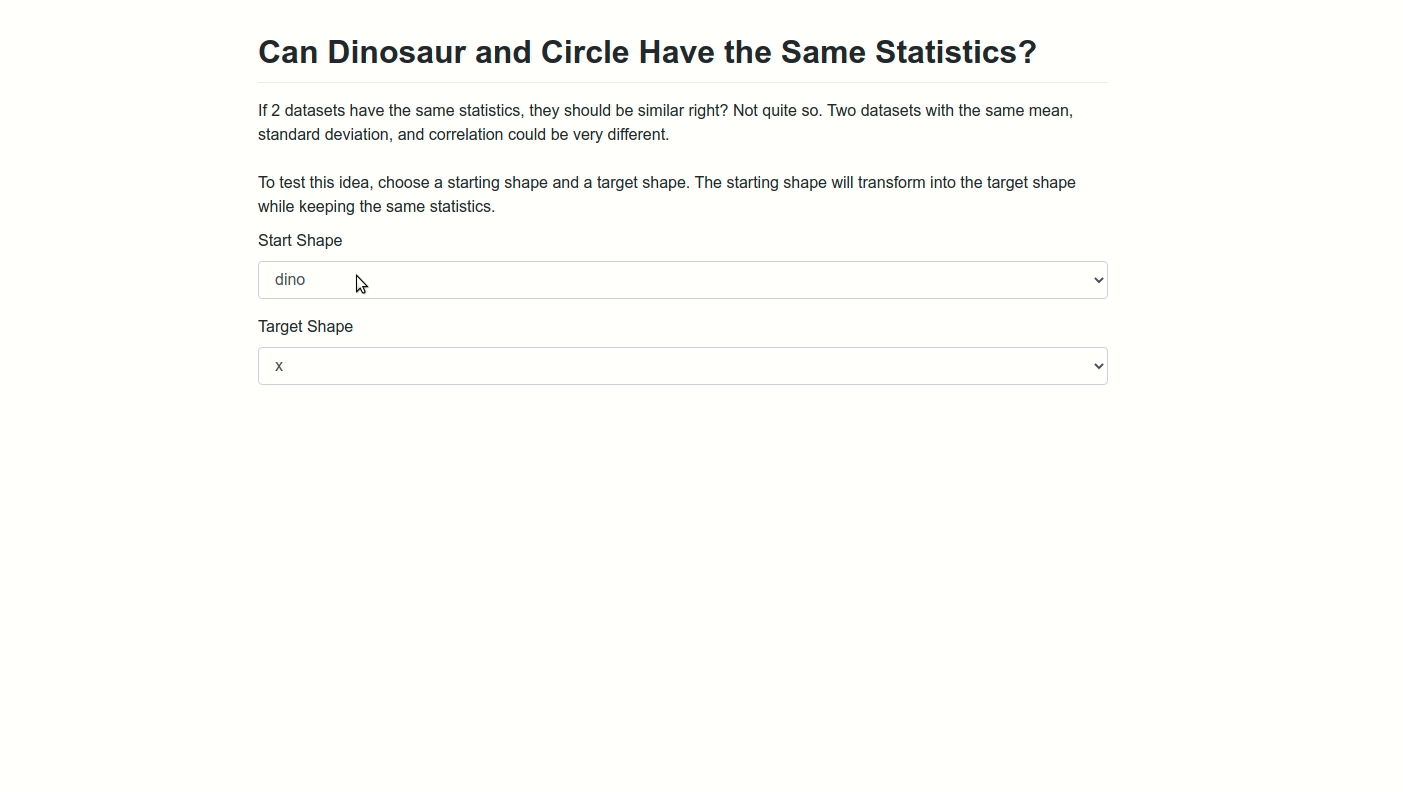 Can Dinosaur and Circle Have the Same Statistics?
If 2 datasets have the same statistics, they should be similar right? Not quite so. Two datasets with the same mean,
standard deviation, and correlation could be very different.
To test this idea, choose a starting shape and a target shape. The starting shape will transform into the target shape
while keeping the same statistics.
Start Shape
dino
Target Shape
x